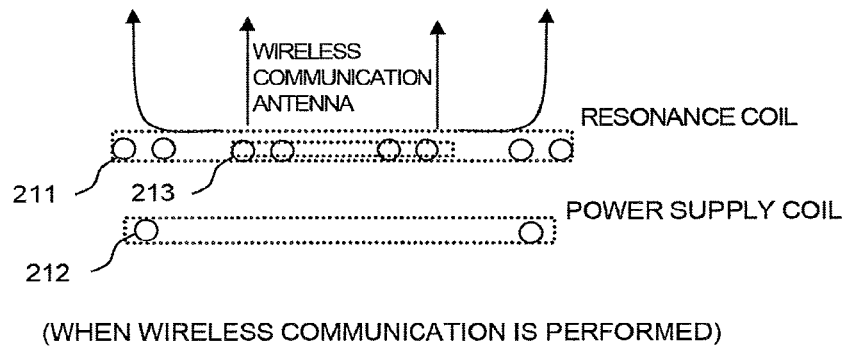 WIRELESS
COMMUNICATION
ANTENNA
RESONANCE COIL
211
213
POWER SUPPLY COIL
212
(WHEN WIRELESS COMMUNICATION IS PERFORMED)